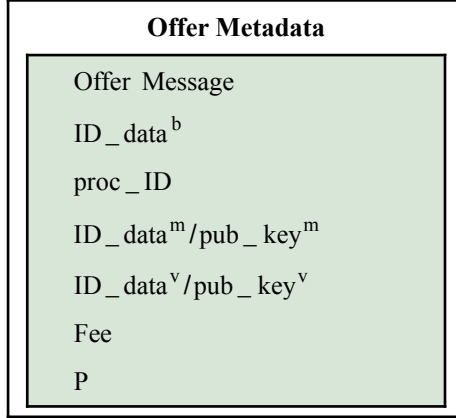 Offer Metadata
Offer Message
ID_data^b
proc_ID
ID_data^m/pub_key^m
ID_data^v/pub_key^v
Fee
P